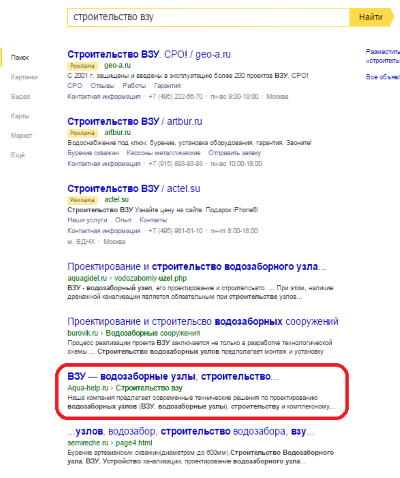 строительство взу
Найти
Поиск
Картинки
Видео
Карты
Маркет
Ещё
Строительство ВЗУ. СРО! / geo-a.ru
Реклама geo-a.ru
С 2001 г. защищены и введены в эксплуатацию более 200 проектов ВЗУ. СРО!
СРО Отзывы Работы Гарантия
Контактная информация · +7 (495) 222-66-70 · пн-вс 9:00-19:00 · Москва
Строительство ВЗУ / artbur.ru
Реклама artbur.ru
Водоснабжение под ключ: бурение, установка оборудования, гарантия. Звоните!
Бурение скважин Кессоны металлические Отправить заявку
Контактная информация · +7 (915) 893-93-93 · пн-вс 10:00-18:00
Строительство ВЗУ / actel.su
Реклама actel.su
Строительство ВЗУ Узнайте цену на сайте. Подарок iPhone6!
Наши услуги Опыт Контакты
Контактная информация · +7 (495) 981-61-10 · пн-пт 8:00-18:00
м. ВДНХ · Москва
Проектирование и строительство водозаборного узла...
aquagidel.ru › vodozaborniy-uzel.php
ВЗУ - водозаборный узел, его проектирование и строительсьво. ... При этом, наличие
дренажной канализации является обязательным при строительстве узлов...
Проектирование и строительсво водозаборных сооружений
burovik.ru › Водозаборные сооружения
Процесс реализации проекта ВЗУ заключается не только в разработке технологической
схемы ... Строительство водозаборных узлов предполагает монтаж и установку
ВЗУ — водозаборные узлы, строительство...
Aqua-help.ru › Строительство взу
Наша компания предлагает современные технические решения по проектированию
водозаборных узлов (ВЗУ, водозаборные узлы), строительству и комплексному...
...узлов, водозабор, строительство водозабора, взу...
semireche.ru › page4.html
Бурение артезианских скважин(диаметром до 600мм).Строительство Водозаборного
узла, ВЗУ, Устройство канализации, проектирование водозаборного узла...
Разместить
«строитель
Все объявл